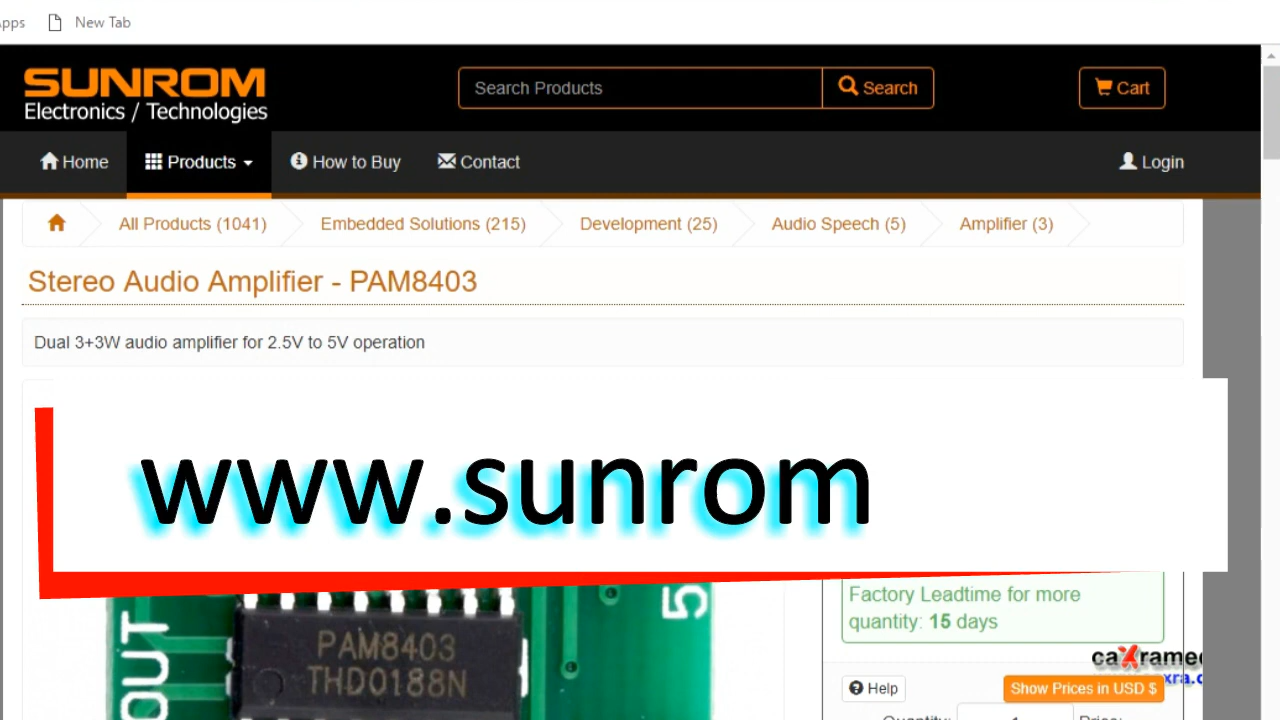 New Tab
SUNROM
Electronics / Technologies
Search Products
Search
Cart
Home
Products
How to Buy
Contact
Login
All Products (1041)
Embedded Solutions (215)
Development (25)
Audio Speech (5)
Amplifier (3)
Stereo Audio Amplifier - PAM8403
Dual 3+3W audio amplifier for 2.5V to 5V operation
www.sunrom
Factory Leadtime for more
quantity: 15 days
OUT
5
PAM8403
THD0188N
Help
Show Prices in USD $